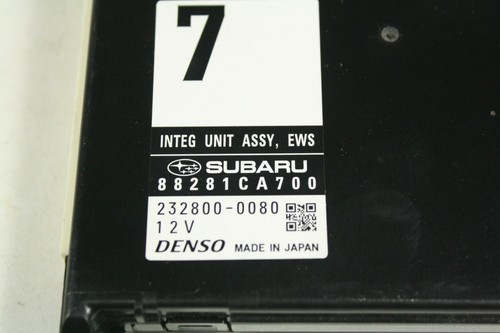 7
INTEG UNIT ASSY, EWS
SUBARU
88281CA700
232800-0080
12V
DENSO MADE IN JAPAN